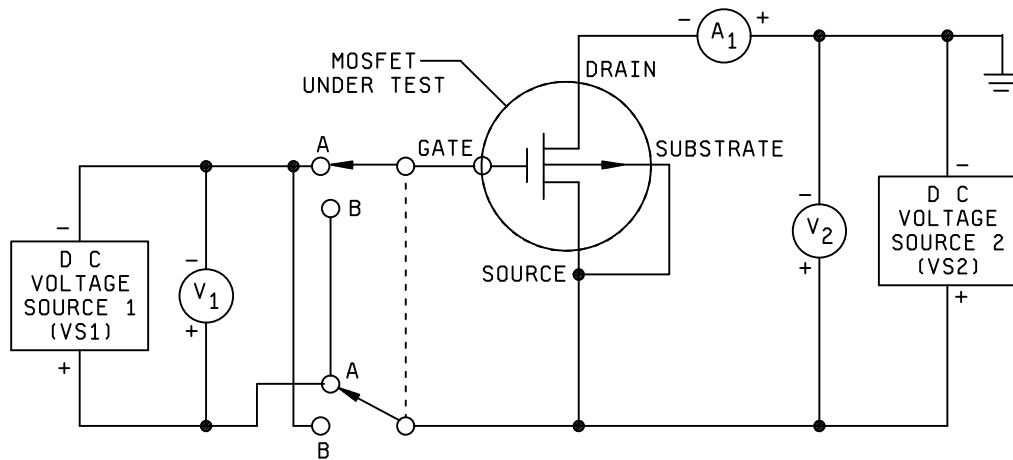 - A1 +
MOSFET
UNDER TEST
DRAIN
A
GATE
SUBSTRATE
B
-
D C
VOLTAGE
SOURCE 1
(VS1)
+
-
V1
+
SOURCE
-
V2
+
-
D C
VOLTAGE
SOURCE 2
(VS2)
+
A
B